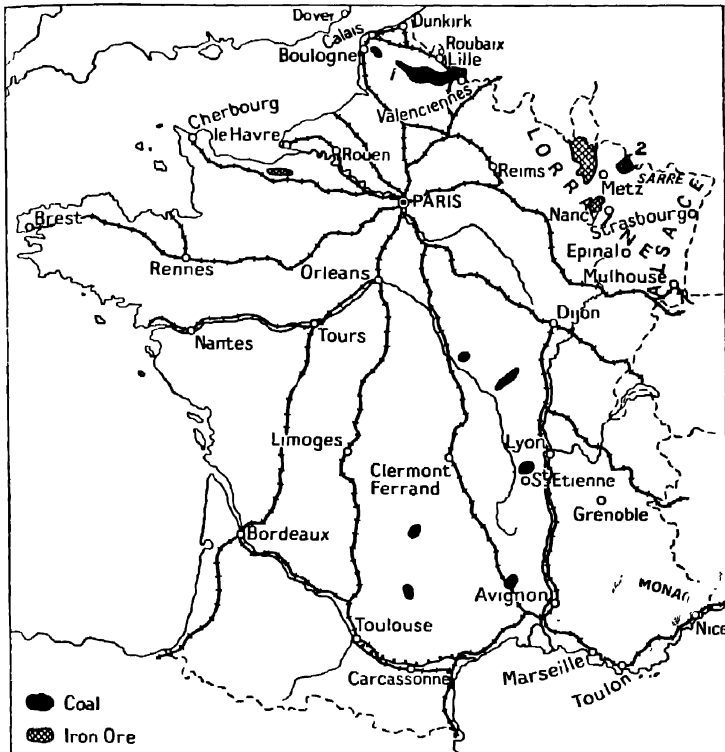 Dover
Dunkirk
Calais
Roubaix
Boulogne
Lille
1
Valenciennes
Cherbourg
le Havre
Rouen
Reims
LORRAINE
2
SARRE
Metz
PARIS
Nanc
Strasbourg
ALSACE
Brest
Epinal
Rennes
Orleans
Mulhouse
Dijon
Nantes
Tours
Limoges
Lyon
Clermont
Ferrand
St Etienne
Grenoble
Bordeaux
Avignon
MONAC
Toulouse
Nice
Marseille
Carcassonne
Toulon
Coal
Iron Ore